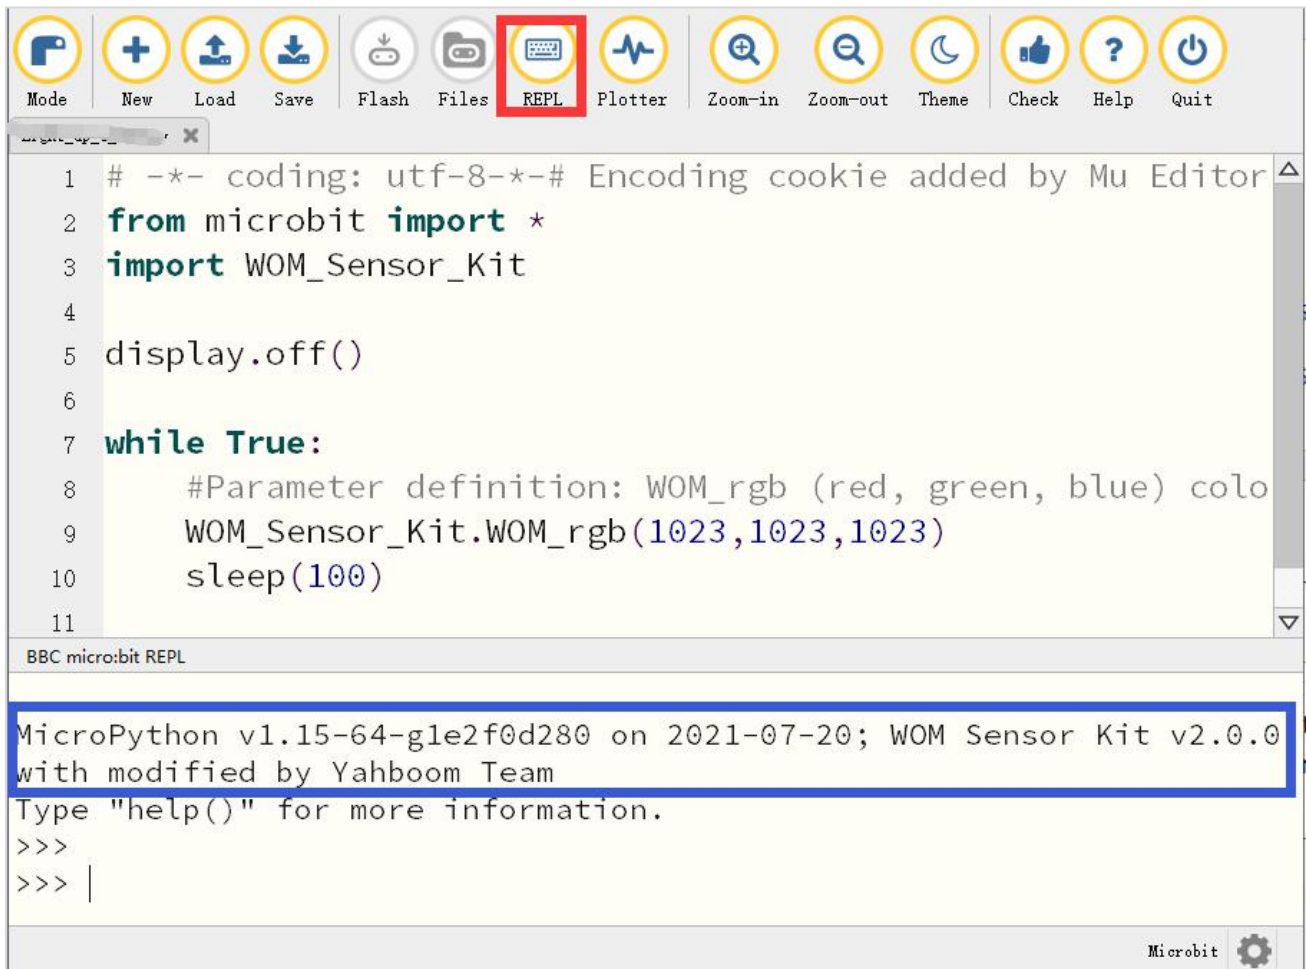 Mode New Load Save Flash Files REPL Plotter Zoom-in Zoom-out Theme Check Help Quit
1 # -*- coding: utf-8-*-# Encoding cookie added by Mu Editor
2 from microbit import *
3 import WOM_Sensor_Kit
4
5 display.off()
6
7 while True:
8 #Parameter definition: WOM_rgb (red, green, blue) colo
9 WOM_Sensor_Kit.WOM_rgb(1023,1023,1023)
10 sleep(100)
11
BBC micro:bit REPL
MicroPython v1.15-64-g1e2f0d280 on 2021-07-20; WOM Sensor Kit v2.0.0
with modified by Yahboom Team
Type "help()" for more information.
>>>
>>>
Microbit